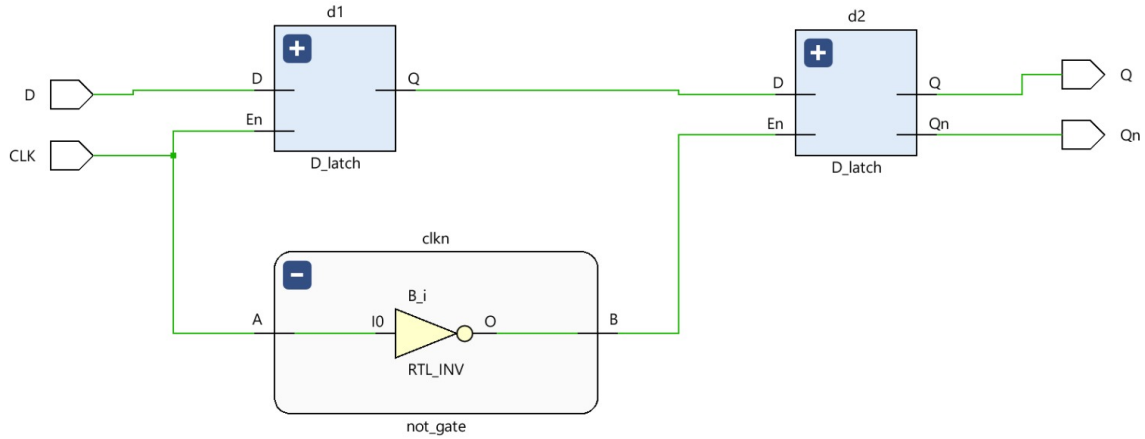 d1
D
Q
En
D_latch
d2
D
Q
En
Qn
D_latch
D
CLK
Q
Qn
clkn
B_i
A
I0
O
B
RTL_INV
not_gate